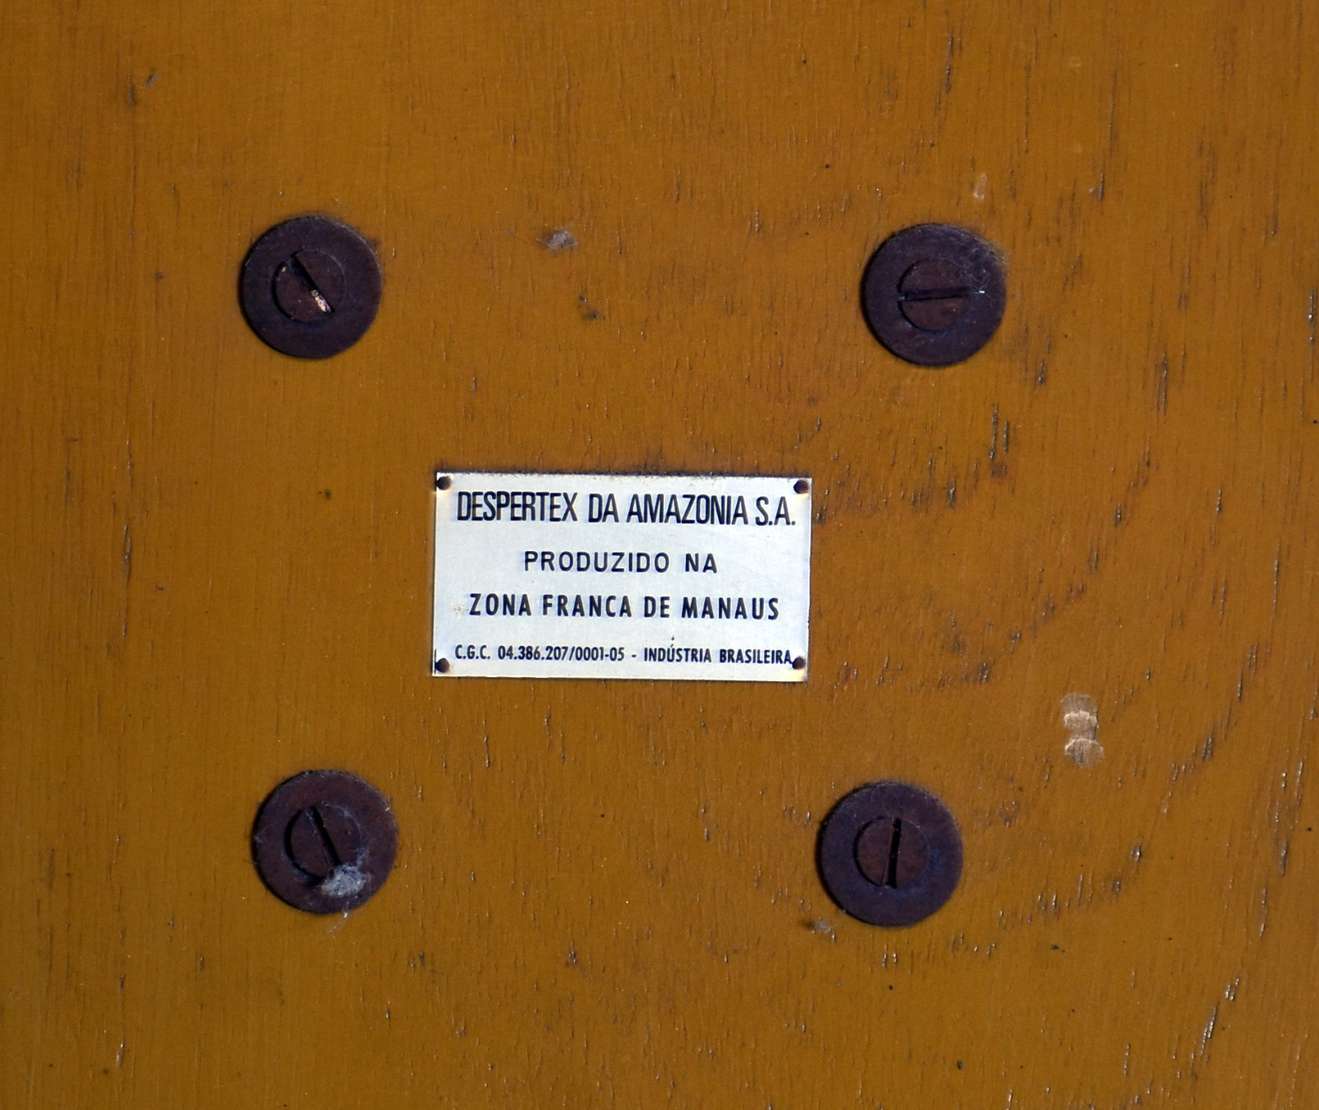 DESPERTEX DA AMAZONIA S.A.
PRODUZIDO NA
ZONA FRANCA DE MANAUS
C.G.C. 04.386.207/0001-05 - INDÚSTRIA BRASILEIRA